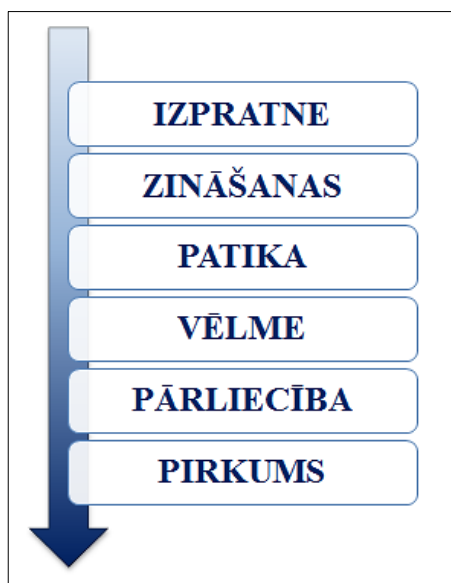 IZPRATNE
ZINĀŠANAS
PATIKA
VĒLME
PĀRLIECĪBA
PIRKUMS